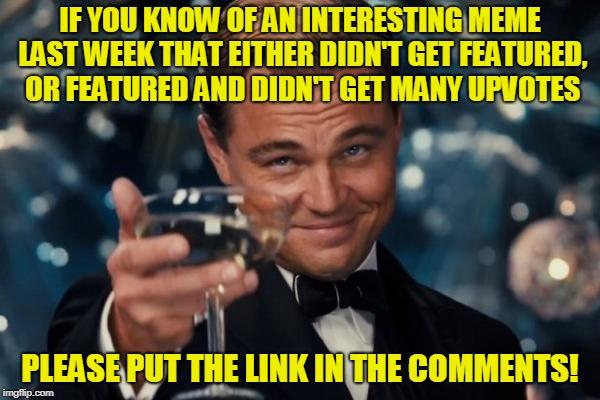 IF YOU KNOW OF AN INTERESTING MEME
LAST WEEK THAT EITHER DIDN'T GET FEATURED,
OR FEATURED AND DIDN'T GET MANY UPVOTES
PLEASE PUT THE LINK IN THE COMMENTS!
imgflip.com